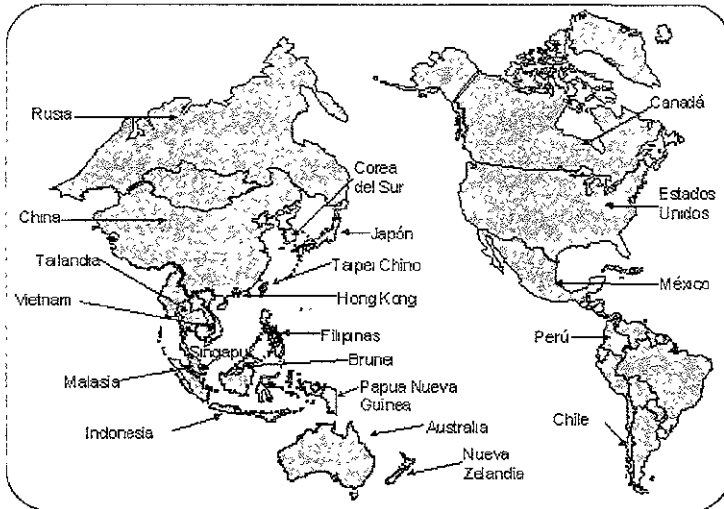 Rusia
Canadá
Corea
del Sur
Estados
Unidos
China
Japón
Tailandia
Taipei Chino
México
Vietnam
Hong Kong
Filipinas
Perú
Singapur
Brunei
Malasia
Papua Nueva
Guinea
Chile
Indonesia
Australia
Nueva
Zelandia